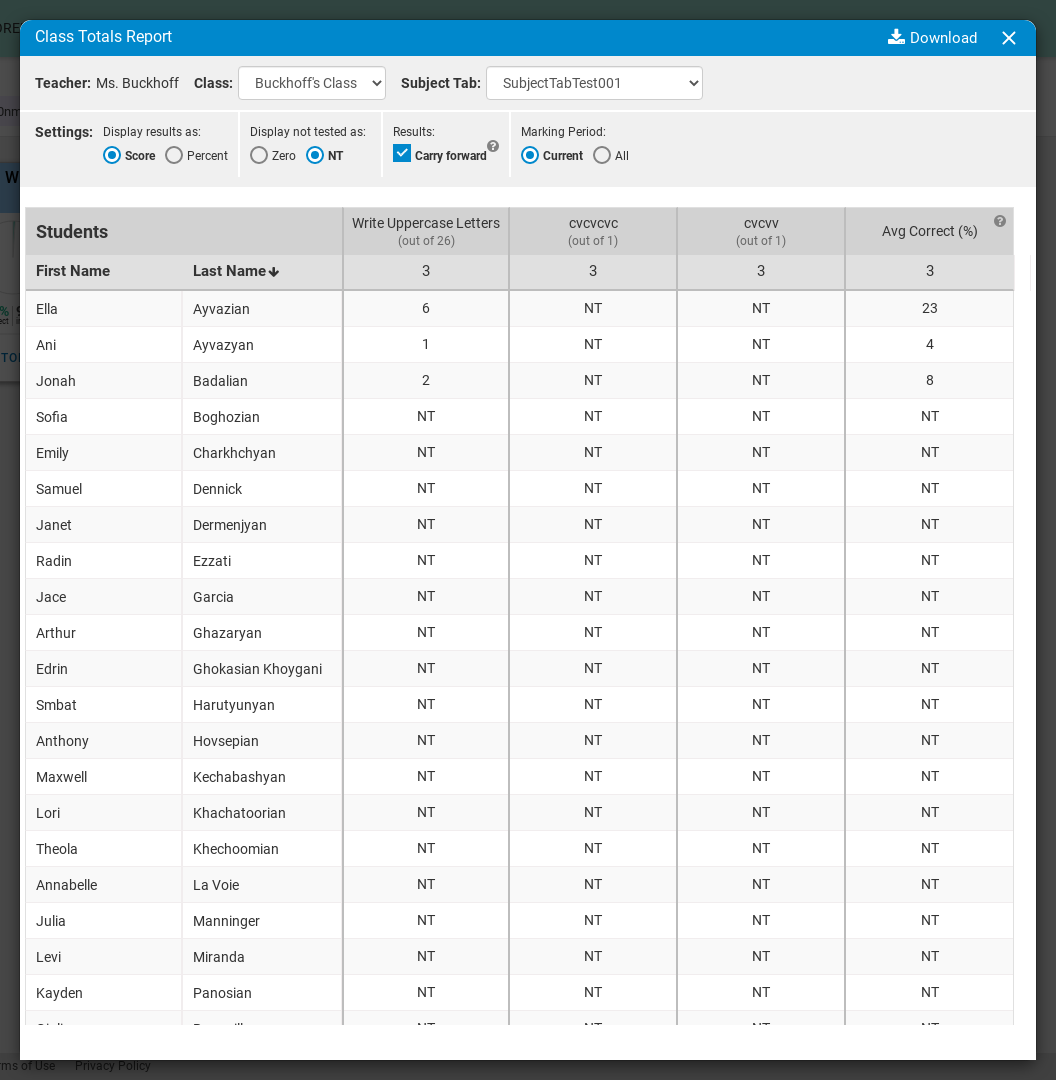 Class Totals Report Download
Teacher: Ms. Buckhoff Class: Buckhoff's Class Subject Tab: SubjectTabTest001
Settings: Display results as: Display not tested as: Results: Marking Period:
Score Percent Zero NT Carry forward Current All
Students Write Uppercase Letters cvcvcvc cvcvv Avg Correct (%)
(out of 26) (out of 1) (out of 1)
First Name Last Name 3 3 3 3
Ella Ayvazian 6 NT NT 23
Ani Ayvazyan 1 NT NT 4
Jonah Badalian 2 NT NT 8
Sofia Boghozian NT NT NT NT
Emily Charkhchyan NT NT NT NT
Samuel Dennick NT NT NT NT
Janet Dermenjyan NT NT NT NT
Radin Ezzati NT NT NT NT
Jace Garcia NT NT NT NT
Arthur Ghazaryan NT NT NT NT
Edrin Ghokasian Khoygani NT NT NT NT
Smbat Harutyunyan NT NT NT NT
Anthony Hovsepian NT NT NT NT
Maxwell Kechabashyan NT NT NT NT
Lori Khachatoorian NT NT NT NT
Theola Khechoomian NT NT NT NT
Annabelle La Voie NT NT NT NT
Julia Manninger NT NT NT NT
Levi Miranda NT NT NT NT
Kayden Panosian NT NT NT NT
NT NT NT NT
of Use Privacy Policy